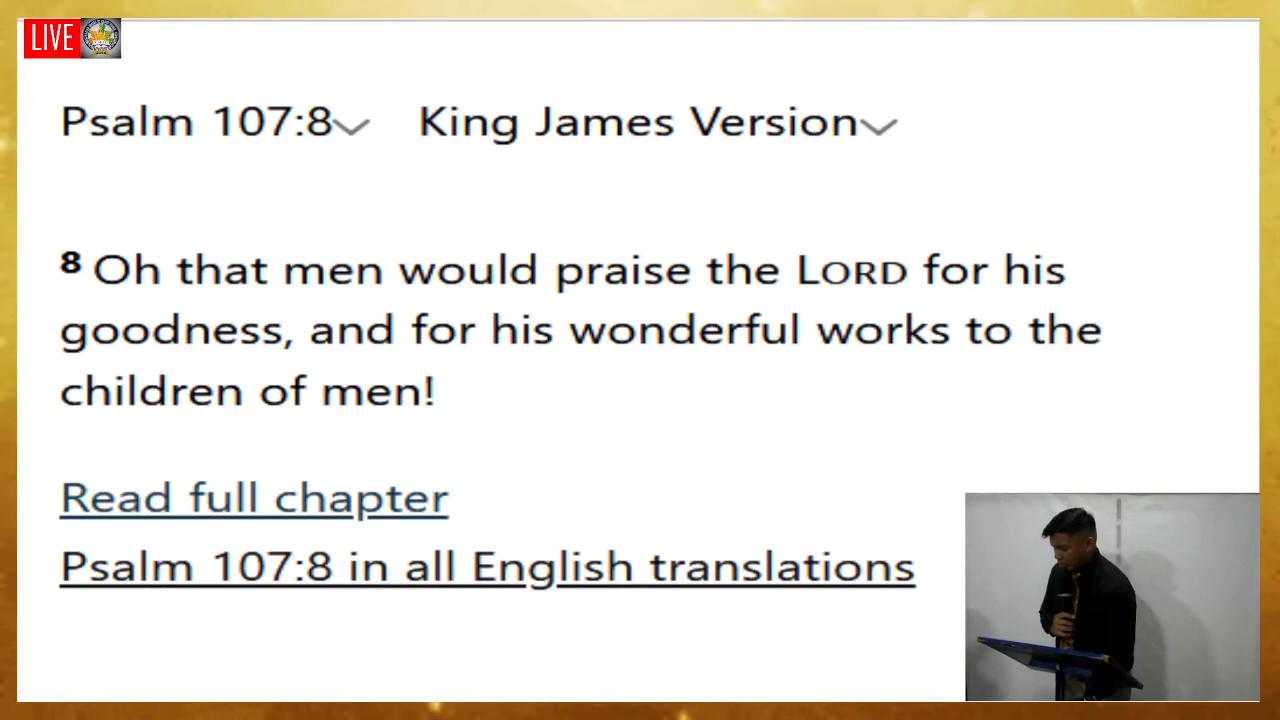 LIVE
Psalm 107:8 King James Version
8 Oh that men would praise the LORD for his
goodness, and for his wonderful works to the
children of men!
Read full chapter
Psalm 107:8 in all English translations